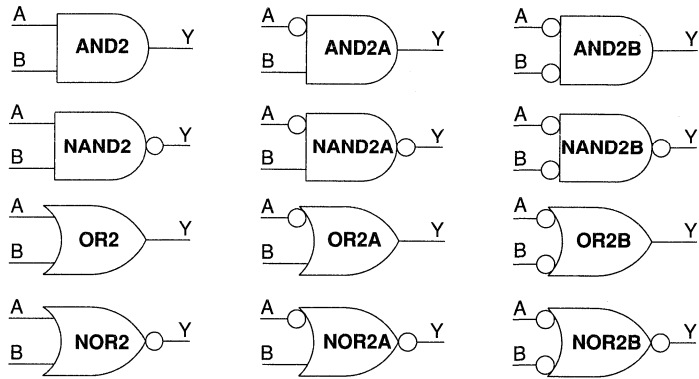 A AND2 Y A AND2A Y A AND2B Y
B B B
A NAND2 Y A NAND2A Y A NAND2B Y
B B B
A OR2 Y A OR2A Y A OR2B Y
B B B
A NOR2 Y A NOR2A Y A NOR2B Y
B B B